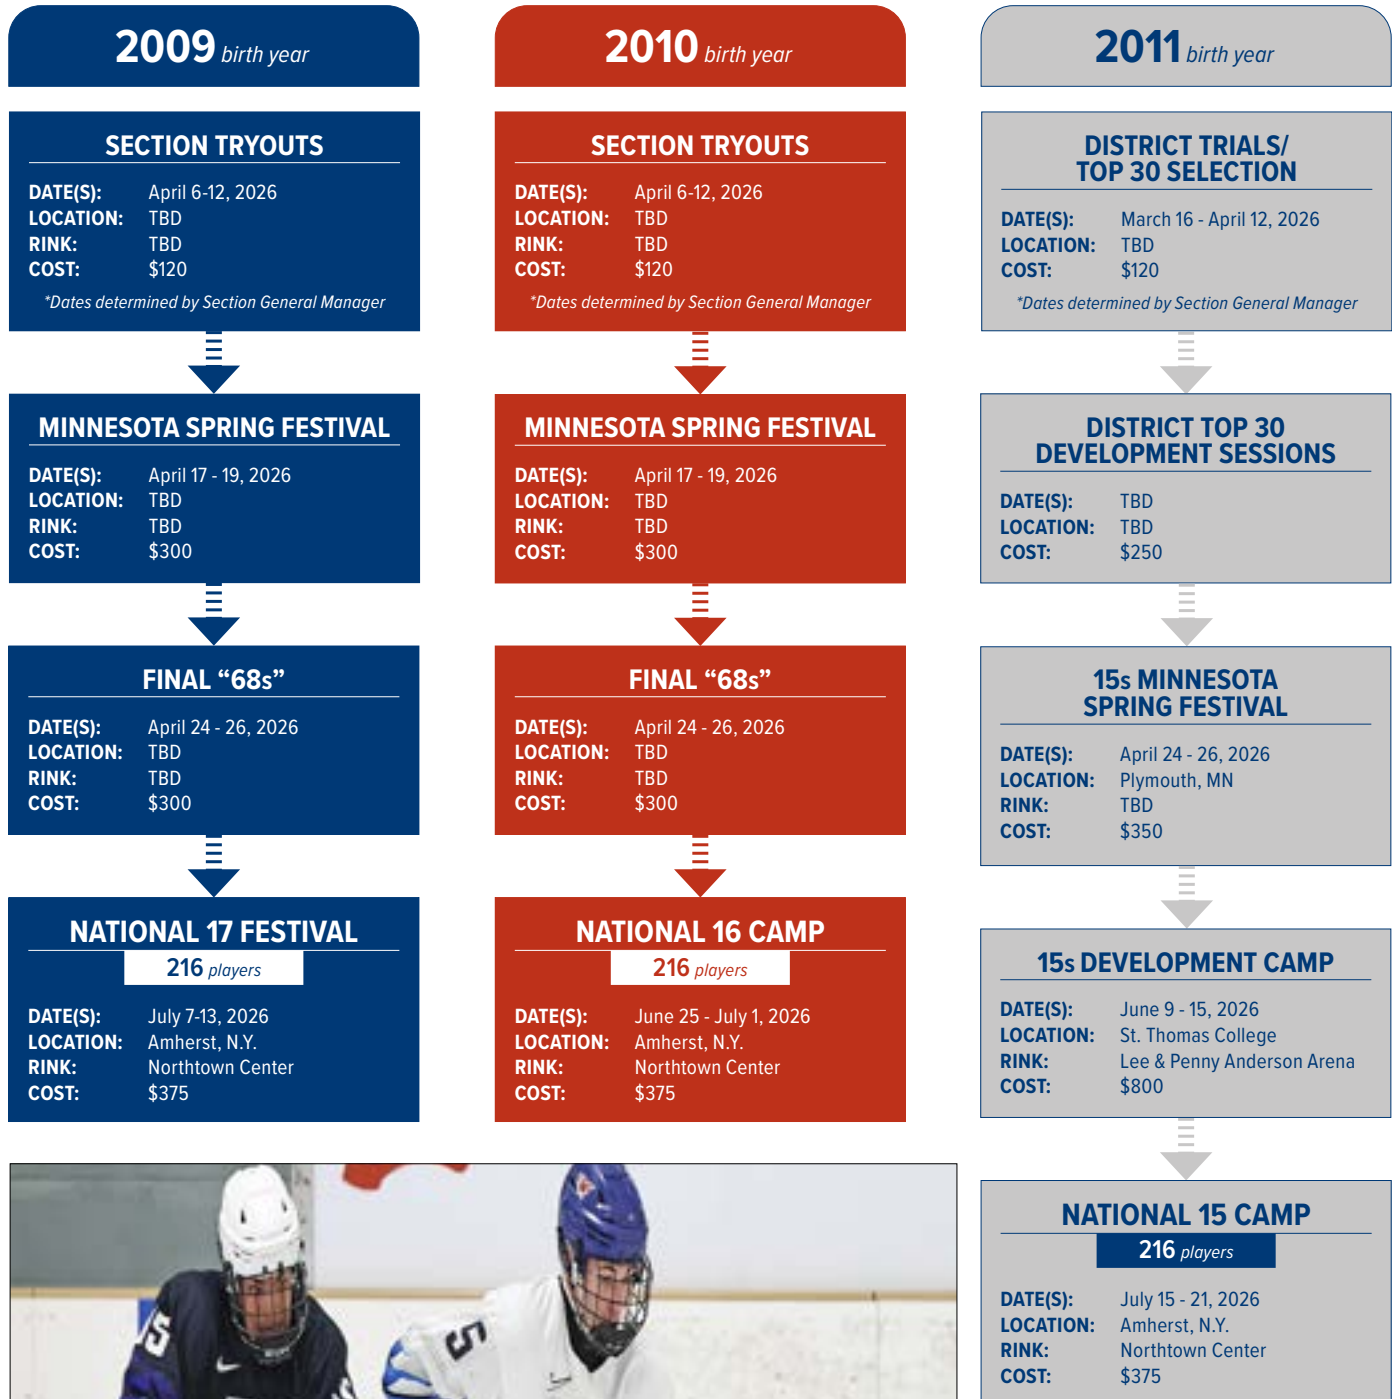 2009 birth year
SECTION TRYOUTS
DATE(S): April 6-12, 2026
LOCATION: TBD
RINK: TBD
COST: $120
*Dates determined by Section General Manager
MINNESOTA SPRING FESTIVAL
DATE(S): April 17 - 19, 2026
LOCATION: TBD
RINK: TBD
COST: $300
FINAL “68s”
DATE(S): April 24 - 26, 2026
LOCATION: TBD
RINK: TBD
COST: $300
NATIONAL 17 FESTIVAL
216 players
DATE(S): July 7-13, 2026
LOCATION: Amherst, N.Y.
RINK: Northtown Center
COST: $375
2010 birth year
SECTION TRYOUTS
DATE(S): April 6-12, 2026
LOCATION: TBD
RINK: TBD
COST: $120
*Dates determined by Section General Manager
MINNESOTA SPRING FESTIVAL
DATE(S): April 17 - 19, 2026
LOCATION: TBD
RINK: TBD
COST: $300
FINAL “68s”
DATE(S): April 24 - 26, 2026
LOCATION: TBD
RINK: TBD
COST: $300
NATIONAL 16 CAMP
216 players
DATE(S): June 25 - July 1, 2026
LOCATION: Amherst, N.Y.
RINK: Northtown Center
COST: $375
2011 birth year
DISTRICT TRIALS/
TOP 30 SELECTION
DATE(S): March 16 - April 12, 2026
LOCATION: TBD
COST: $120
*Dates determined by Section General Manager
DISTRICT TOP 30
DEVELOPMENT SESSIONS
DATE(S): TBD
LOCATION: TBD
COST: $250
15s MINNESOTA
SPRING FESTIVAL
DATE(S): April 24 - 26, 2026
LOCATION: Plymouth, MN
RINK: TBD
COST: $350
15s DEVELOPMENT CAMP
DATE(S): June 9 - 15, 2026
LOCATION: St. Thomas College
RINK: Lee & Penny Anderson Arena
COST: $800
NATIONAL 15 CAMP
216 players
DATE(S): July 15 - 21, 2026
LOCATION: Amherst, N.Y.
RINK: Northtown Center
COST: $375
5